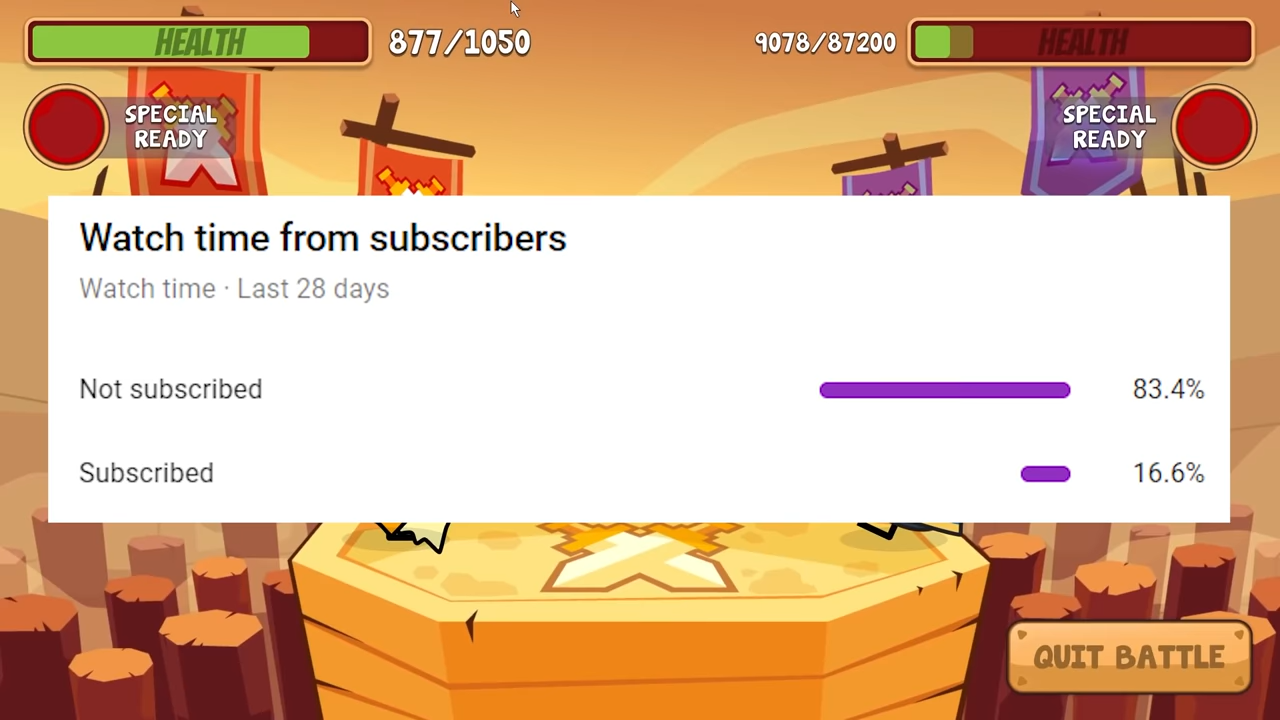 HEALTH 877/1050
9078/87200 HEALTH
SPECIAL
READY
SPECIAL
READY
Watch time from subscribers
Watch time · Last 28 days
Not subscribed 83.4%
Subscribed 16.6%
QUIT BATTLE